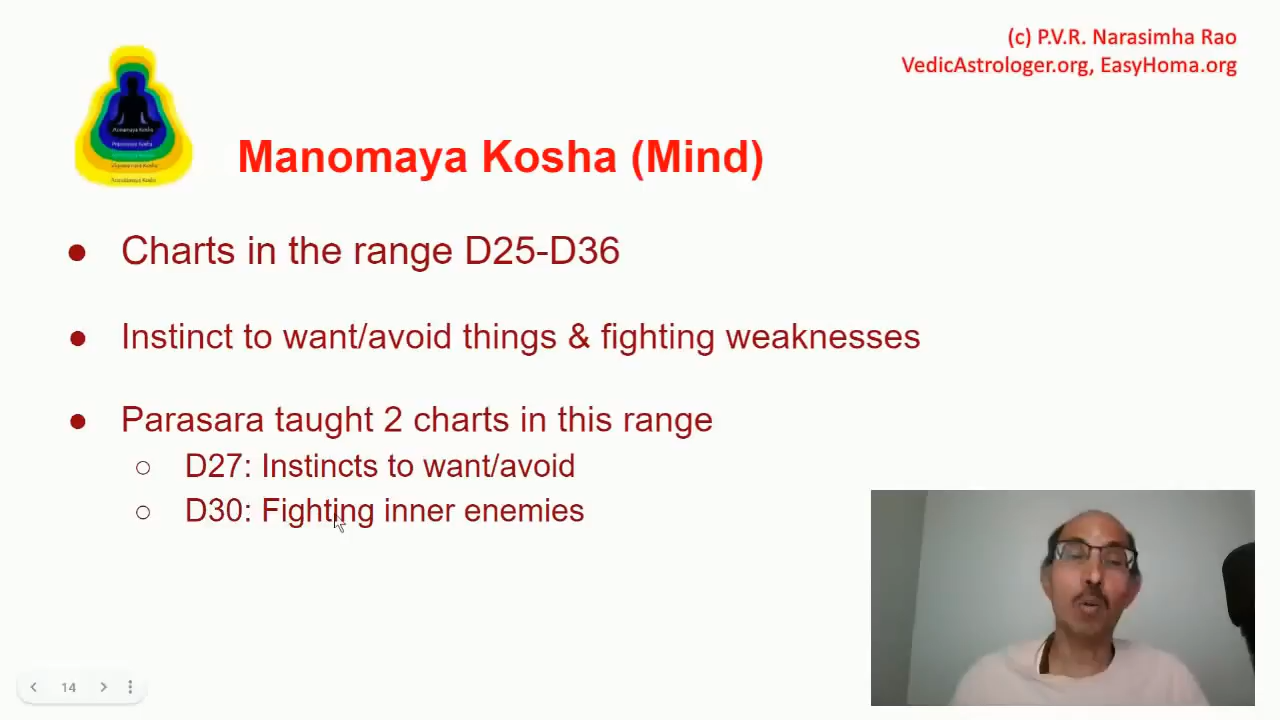 (c) P.V.R. Narasimha Rao
VedicAstrologer.org, EasyHoma.org
Manomaya Kosha (Mind)
● Charts in the range D25-D36
● Instinct to want/avoid things & fighting weaknesses
● Parasara taught 2 charts in this range
○ D27: Instincts to want/avoid
○ D30: Fighting inner enemies
14